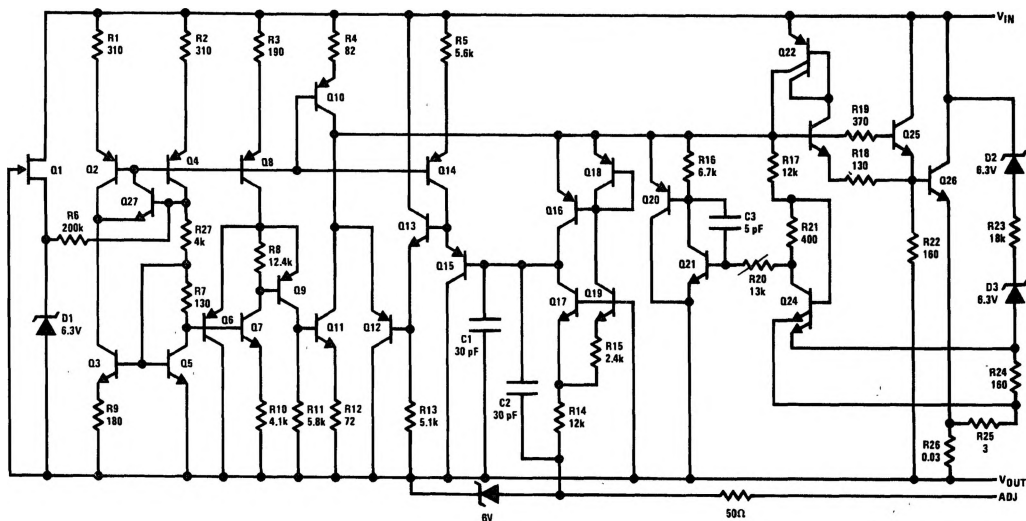 VIN
R1
310
R2
310
R3
190
R4
82
R5
5.6k
Q22
Q10
R19
370
Q25
R18
130
Q1
Q2
Q4
Q8
Q14
Q18
R16
6.7k
R17
12k
Q26
D2
6.3V
Q27
R6
200k
R27
4k
Q13
Q16
Q20
C3
5 pF
R21
400
R22
160
R23
18k
R8
12.4k
Q15
Q21
R20
13k
R7
130
Q9
Q17
Q19
Q24
D1
6.3V
Q6
Q7
Q11
Q12
C1
30 pF
R15
2.4k
D3
6.3V
Q3
Q5
C2
30 pF
R24
160
R9
180
R10
4.1k
R11
5.8k
R12
72
R13
5.1k
R14
12k
R26
0.03
R25
3
VOUT
ADJ
6V
50Ω